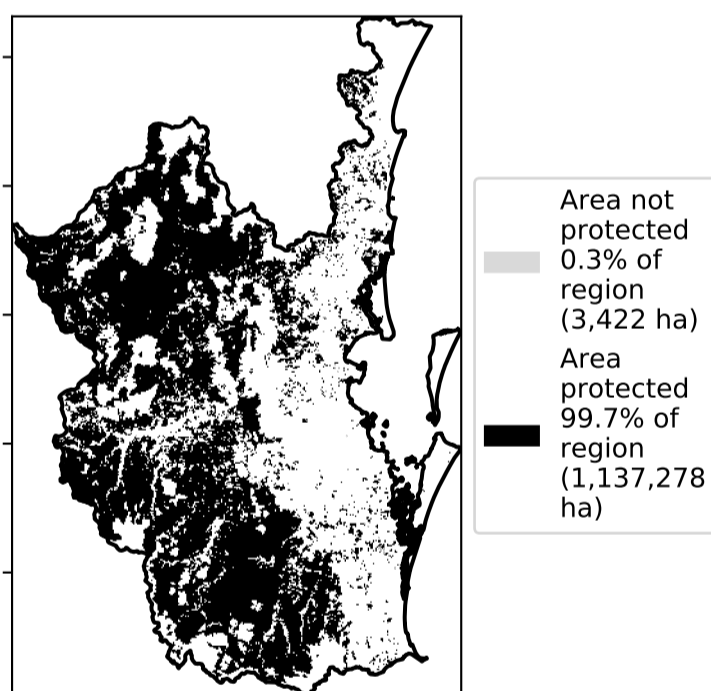 Area not
protected
0.3% of
region
(3,422 ha)
Area
protected
99.7% of
region
(1,137,278
ha)